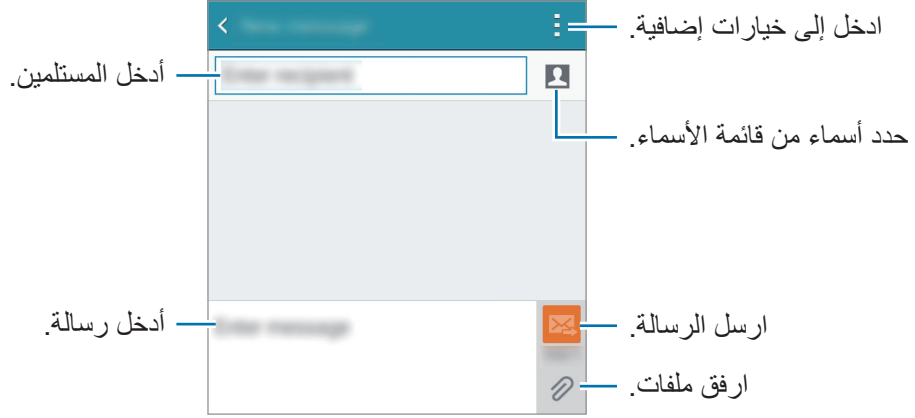 ادخل إلى خيارات إضافية.
أدخل المستلمين.
حدد أسماء من قائمة الأسماء.
أدخل رسالة.
ارسل الرسالة.
ارفق ملفات.